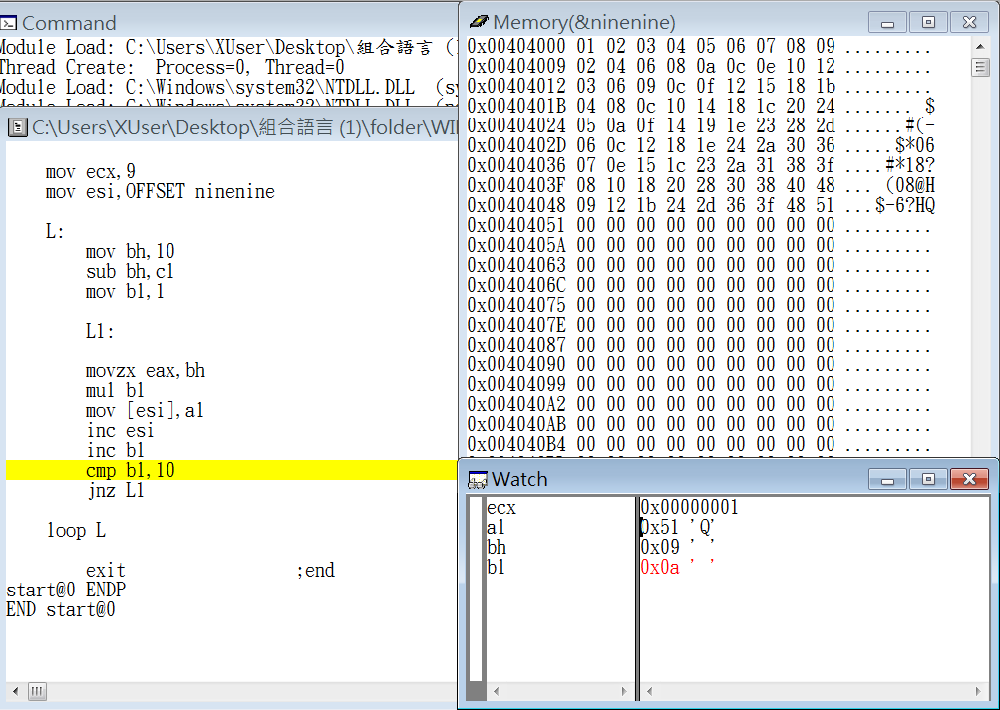 Command
Module Load: C:\Users\XUser\Desktop\組合語言 (
Thread Create:  Process=0, Thread=0
Module Load: C:\Windows\system32\NTDLL.DLL  (sy
C:\Users\XUser\Desktop\組合語言 (1)\folder\WI
mov ecx,9
mov esi,OFFSET ninenine
L:
mov bh,10
sub bh,cl
mov bl,1
L1:
movzx eax,bh
mul bl
mov [esi],al
inc esi
inc bl
cmp bl,10
jnz L1
loop L
exit ;end
start@0 ENDP
END start@0
Memory(&ninenine)
0x00404000 01 02 03 04 05 06 07 08 09 .........
0x00404009 02 04 06 08 0a 0c 0e 10 12 .........
0x00404012 03 06 09 0c 0f 12 15 18 1b .........
0x0040401B 04 08 0c 10 14 18 1c 20 24 ....... $
0x00404024 05 0a 0f 14 19 1e 23 28 2d ......#(-
0x0040402D 06 0c 12 18 1e 24 2a 30 36 .....$*06
0x00404036 07 0e 15 1c 23 2a 31 38 3f ....#*18?
0x0040403F 08 10 18 20 28 30 38 40 48 ... (08@H
0x00404048 09 12 1b 24 2d 36 3f 48 51 ...$-6?HQ
0x00404051 00 00 00 00 00 00 00 00 00 .........
0x0040405A 00 00 00 00 00 00 00 00 00 .........
0x00404063 00 00 00 00 00 00 00 00 00 .........
0x0040406C 00 00 00 00 00 00 00 00 00 .........
0x00404075 00 00 00 00 00 00 00 00 00 .........
0x0040407E 00 00 00 00 00 00 00 00 00 .........
0x00404087 00 00 00 00 00 00 00 00 00 .........
0x00404090 00 00 00 00 00 00 00 00 00 .........
0x00404099 00 00 00 00 00 00 00 00 00 .........
0x004040A2 00 00 00 00 00 00 00 00 00 .........
0x004040AB 00 00 00 00 00 00 00 00 00 .........
0x004040B4 00 00 00 00 00 00 00 00 00 .........
Watch
ecx 0x00000001
al 0x51 'Q'
bh 0x09 ' '
bl 0x0a ' '